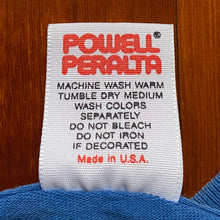 POWELL
PERALTA®
MACHINE WASH WARM
TUMBLE DRY MEDIUM
WASH COLORS
SEPARATELY
DO NOT BLEACH
DO NOT IRON
IF DECORATED
Made in U.S.A.